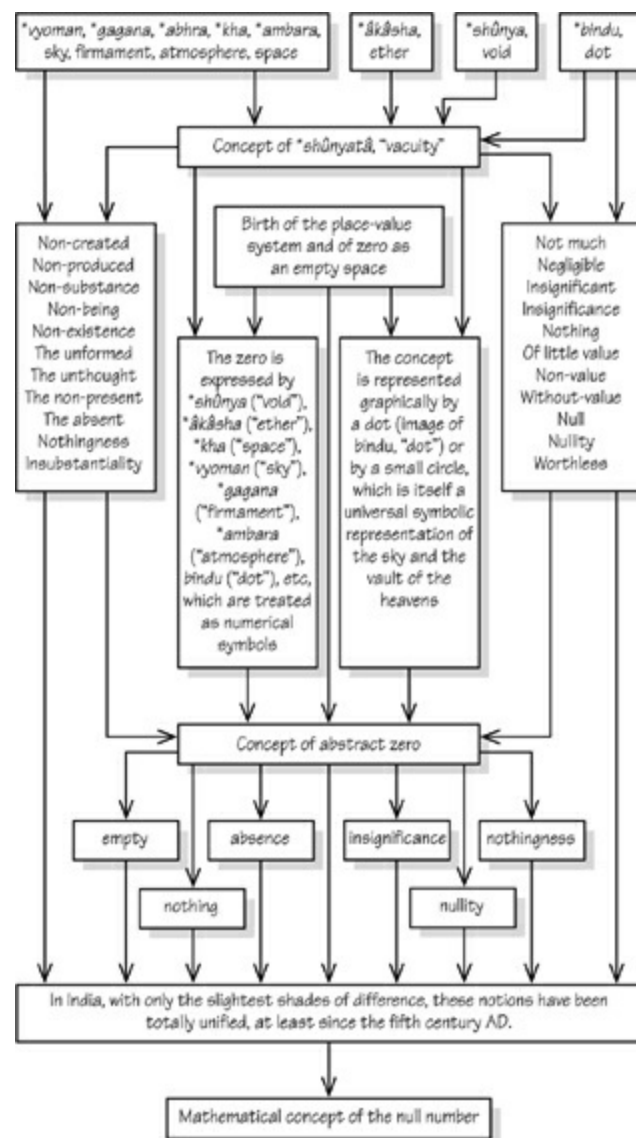 *vyoman, *gagana, *abhra, *kha, *ambara,
sky, firmament, atmosphere, space
*âkâsha,
ether
*shûnya,
void
*bindu,
dot
Concept of *shûnyatâ, “vacuity”
Non-created
Non-produced
Non-substance
Non-being
Non-existence
The unformed
The unthought
The non-present
The absent
Nothingness
Insubstantiality
Birth of the place-value
system and of zero as
an empty space
Not much
Negligible
Insignificant
Insignificance
Nothing
Of little value
Non-value
Without-value
Null
Nullity
Worthless
The zero is
expressed by
*shûnya (“void”),
*âkâsha (“ether”),
*kha (“space”),
*vyoman (“sky”),
*gagana
(“firmament”),
*ambara
(“atmosphere”),
bindu (“dot”), etc,
which are treated
as numerical
symbols
The concept
is represented
graphically by
a dot (image of
bindu, “dot”) or
by a small circle,
which is itself a
universal symbolic
representation of
the sky and the
vault of the
heavens
Concept of abstract zero
empty
absence
insignificance
nothingness
nothing
nullity
In India, with only the slightest shades of difference, these notions have been
totally unified, at least since the fifth century AD.
Mathematical concept of the null number